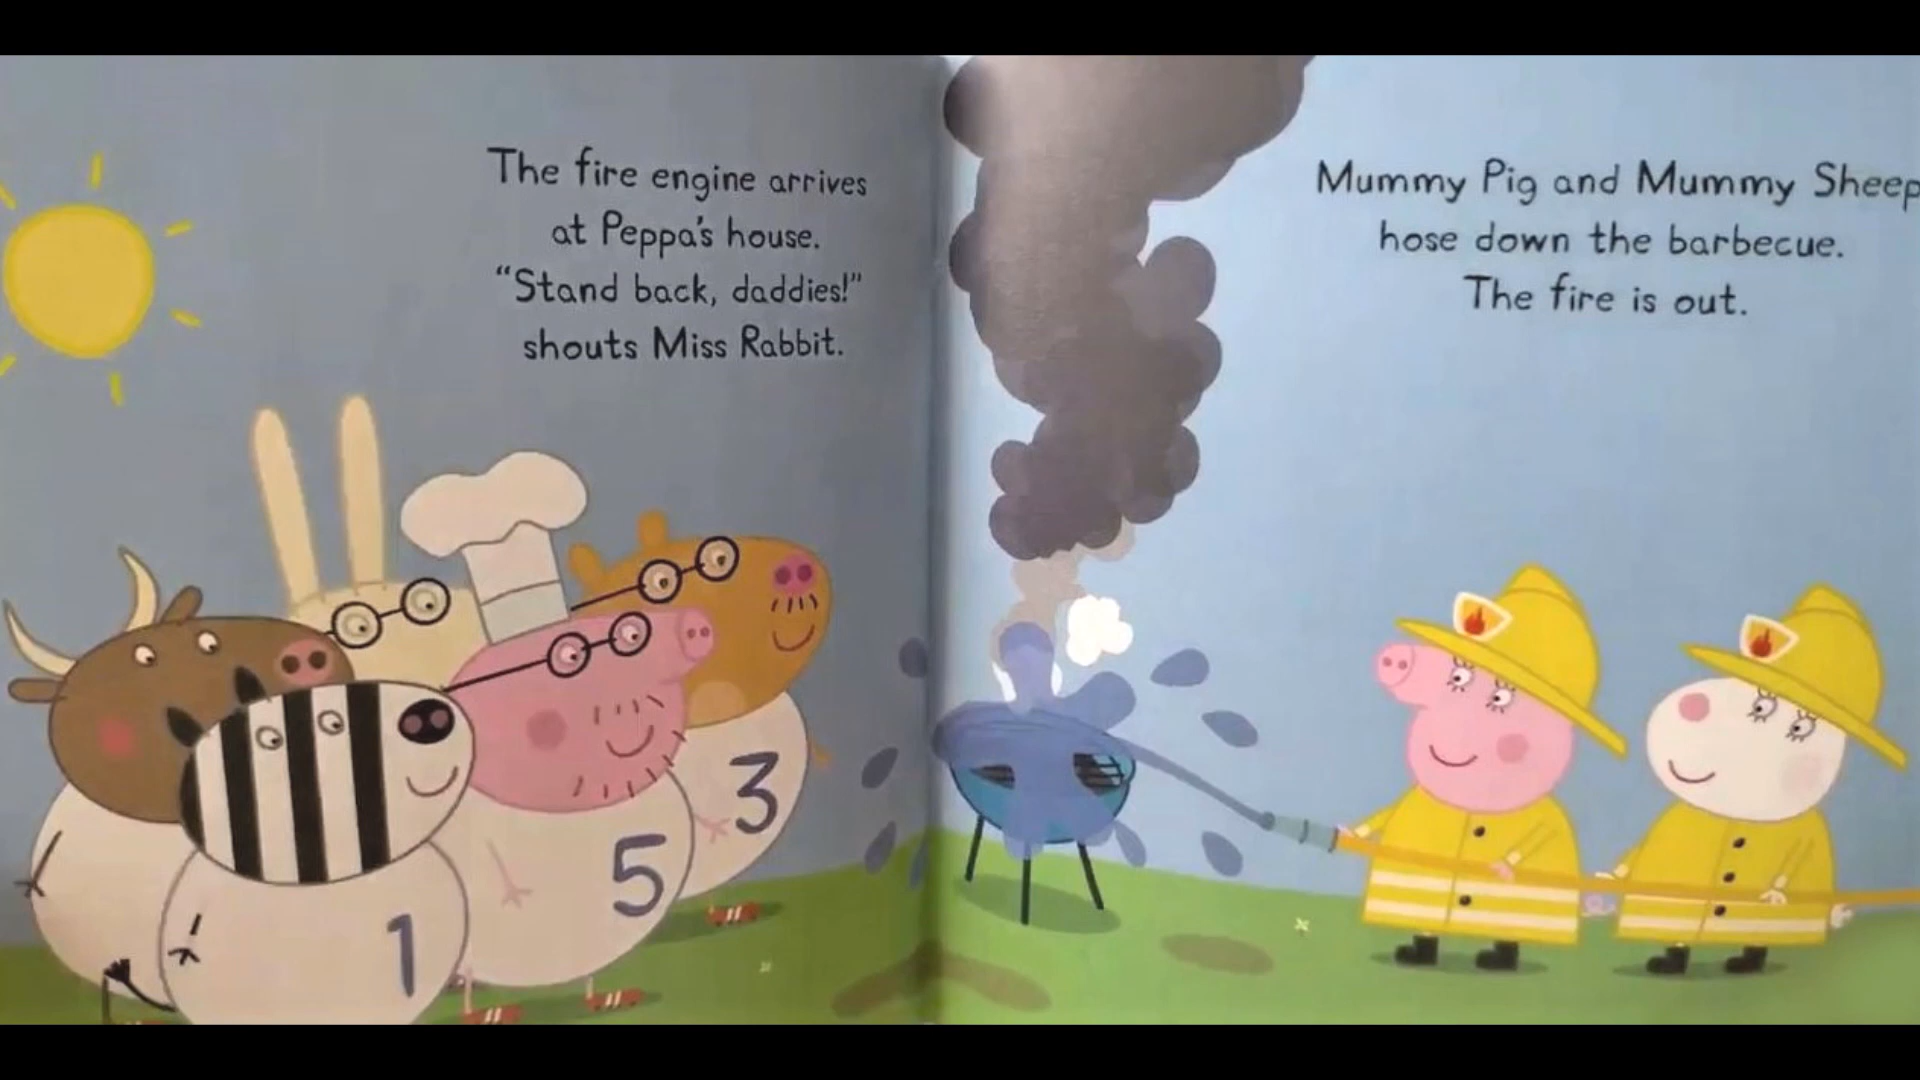 The fire engine arrives
at Peppa's house.
“Stand back, daddies!”
shouts Miss Rabbit.
Mummy Pig and Mummy Sheep
hose down the barbecue.
The fire is out.
3
5
1